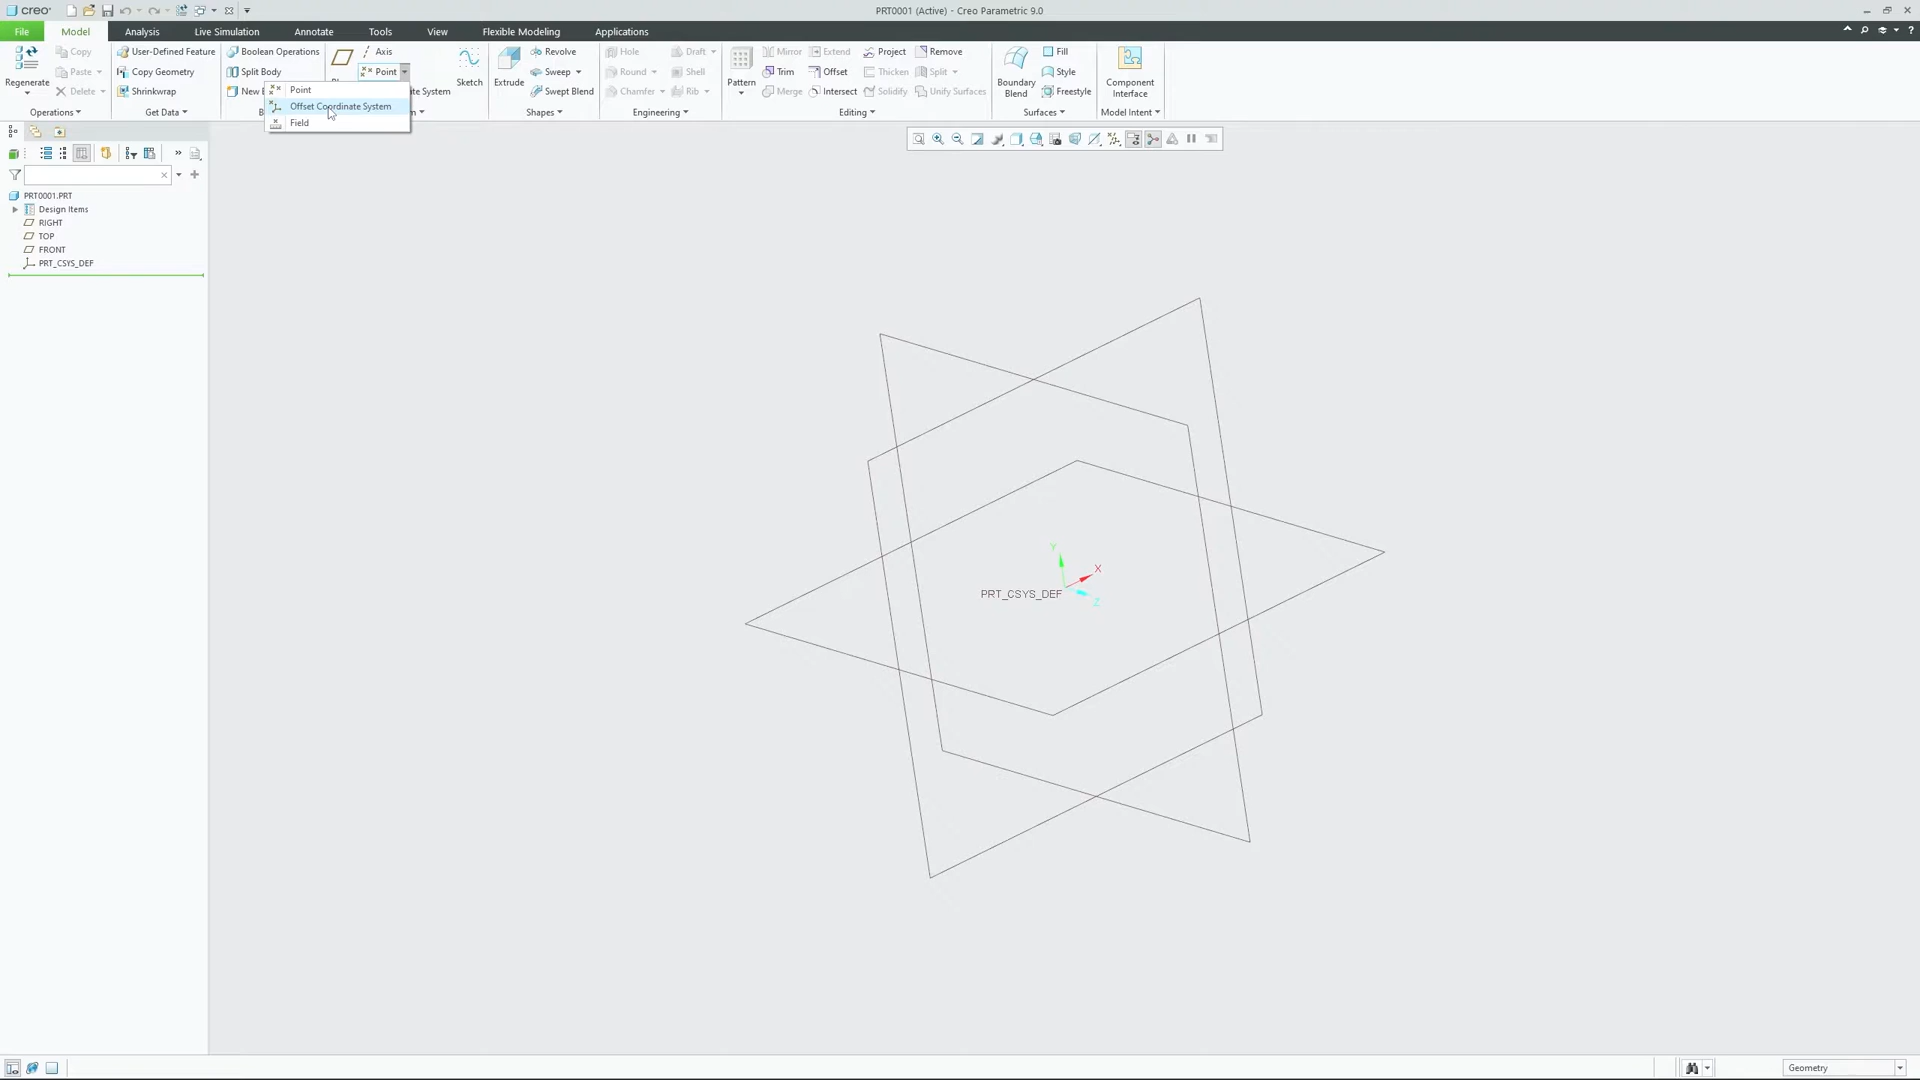 creo
PRT0001 (Active) - Creo Parametric 9.0
File Model Analysis Live Simulation Annotate Tools View Flexible Modeling Applications
Copy User-Defined Feature Boolean Operations Axis Revolve Hole Draft Mirror Extend Project Remove Fill
Regenerate Paste Copy Geometry Split Body Point Sketch Extrude Sweep Round Shell Pattern Trim Offset Thicken Split Boundary Blend Style Component Interface
Delete Shrinkwrap New te System Swept Blend Chamfer Rib Merge Intersect Solidify Unify Surfaces Freestyle
Operations Get Data Shapes Engineering Editing Surfaces Model Intent
Point
Offset Coordinate System
Field
PRT0001.PRT
Design Items
RIGHT
TOP
FRONT
PRT_CSYS_DEF
Y
X
PRT_CSYS_DEF
Z
Geometry